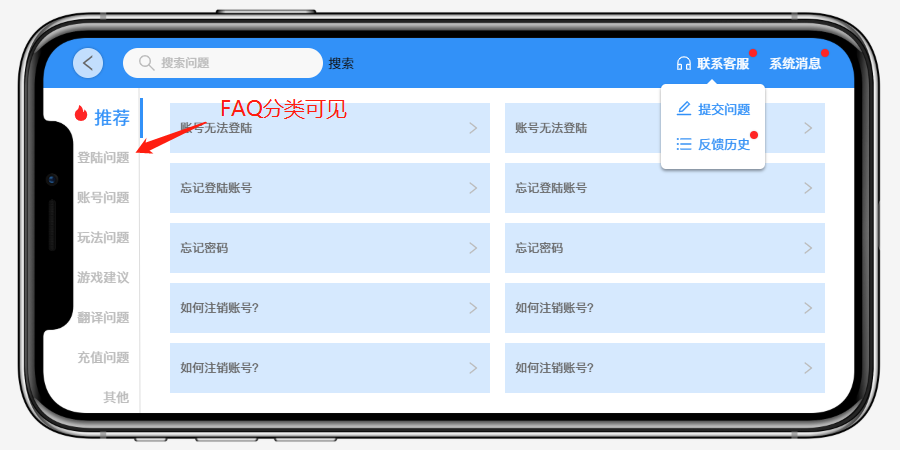 搜索问题 搜索 联系客服 系统消息
提交问题
反馈历史
FAQ分类可见
推荐
登陆问题
账号问题
玩法问题
游戏建议
翻译问题
充值问题
其他
账号无法登陆 账号无法登陆
忘记登陆账号 忘记登陆账号
忘记密码 忘记密码
如何注销账号? 如何注销账号?
如何注销账号? 如何注销账号?